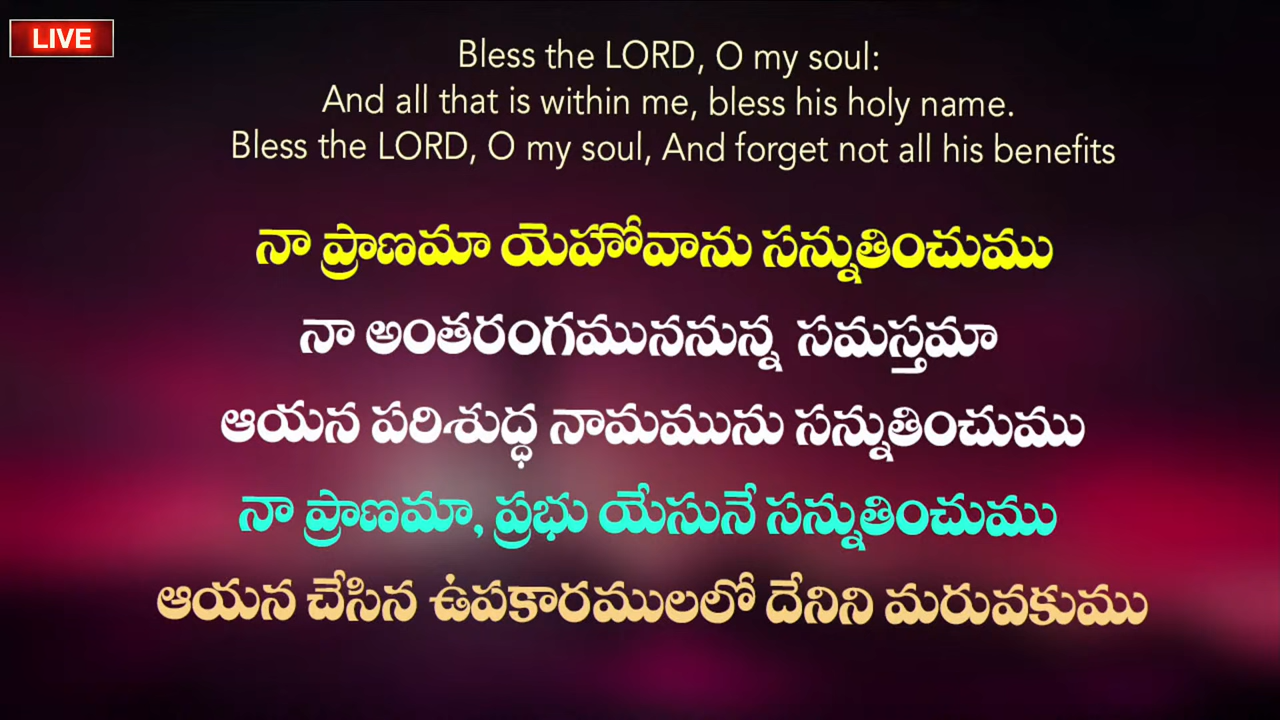 LIVE
Bless the LORD, O my soul:
And all that is within me, bless his holy name.
Bless the LORD, O my soul, And forget not all his benefits
నా ప్రాణమా యెహోవాను సన్నుతించుము
నా అంతరంగముననున్న సమస్తమా
ఆయన పరిశుద్ధ నామమును సన్నుతించుము
నా ప్రాణమా, ప్రభు యేసునే సన్నుతించుము
ఆయన చేసిన ఉపకారములలో దేనిని మరువకుము